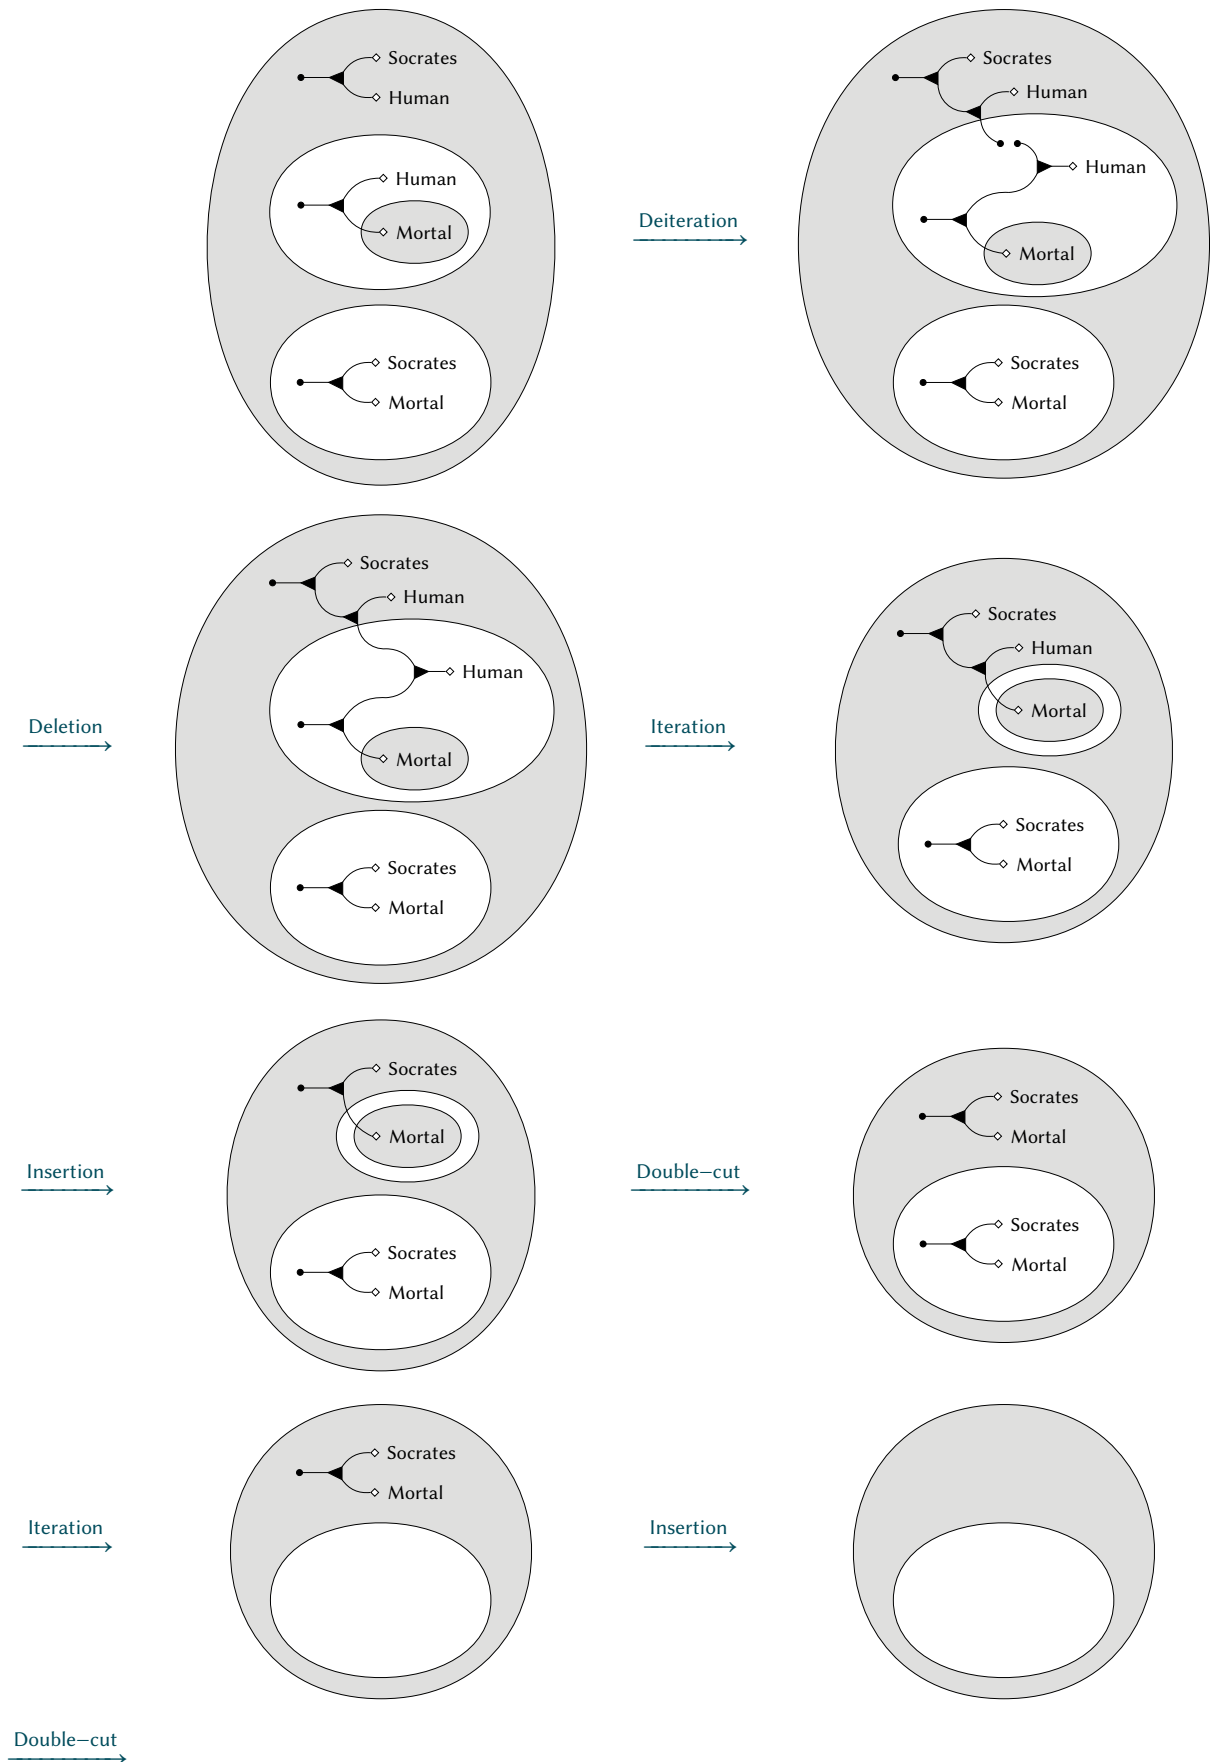 Socrates
Human
Human
Mortal
Socrates
Mortal
Deiteration
Socrates
Human
Human
Mortal
Socrates
Mortal
Deletion
Socrates
Human
Human
Mortal
Socrates
Mortal
Iteration
Socrates
Human
Mortal
Socrates
Mortal
Insertion
Socrates
Mortal
Socrates
Mortal
Double−cut
Socrates
Mortal
Socrates
Mortal
Iteration
Socrates
Mortal
Insertion
Double−cut